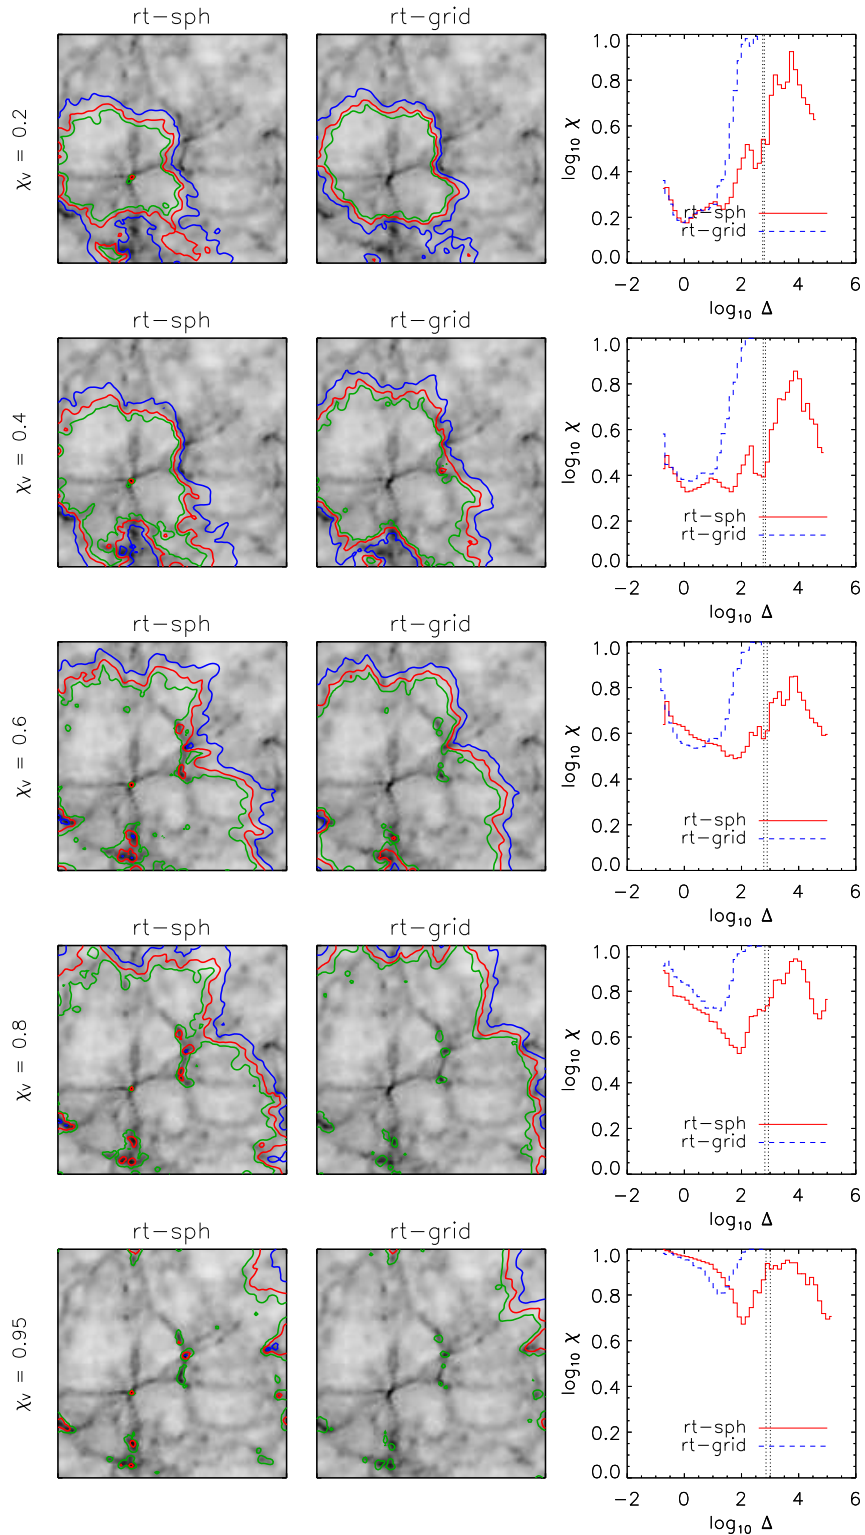 rt-sph rt-grid
χv = 0.2
log10 χ
1.0
0.8
0.6
0.4
0.2
0.0
rt-sph
rt-grid
-2 0 2 4 6
log10 Δ
rt-sph rt-grid
χv = 0.4
log10 χ
1.0
0.8
0.6
0.4
0.2
0.0
rt-sph
rt-grid
-2 0 2 4 6
log10 Δ
rt-sph rt-grid
χv = 0.6
log10 χ
1.0
0.8
0.6
0.4
0.2
0.0
rt-sph
rt-grid
-2 0 2 4 6
log10 Δ
rt-sph rt-grid
χv = 0.8
log10 χ
1.0
0.8
0.6
0.4
0.2
0.0
rt-sph
rt-grid
-2 0 2 4 6
log10 Δ
rt-sph rt-grid
χv = 0.95
log10 χ
1.0
0.8
0.6
0.4
0.2
0.0
rt-sph
rt-grid
-2 0 2 4 6
log10 Δ